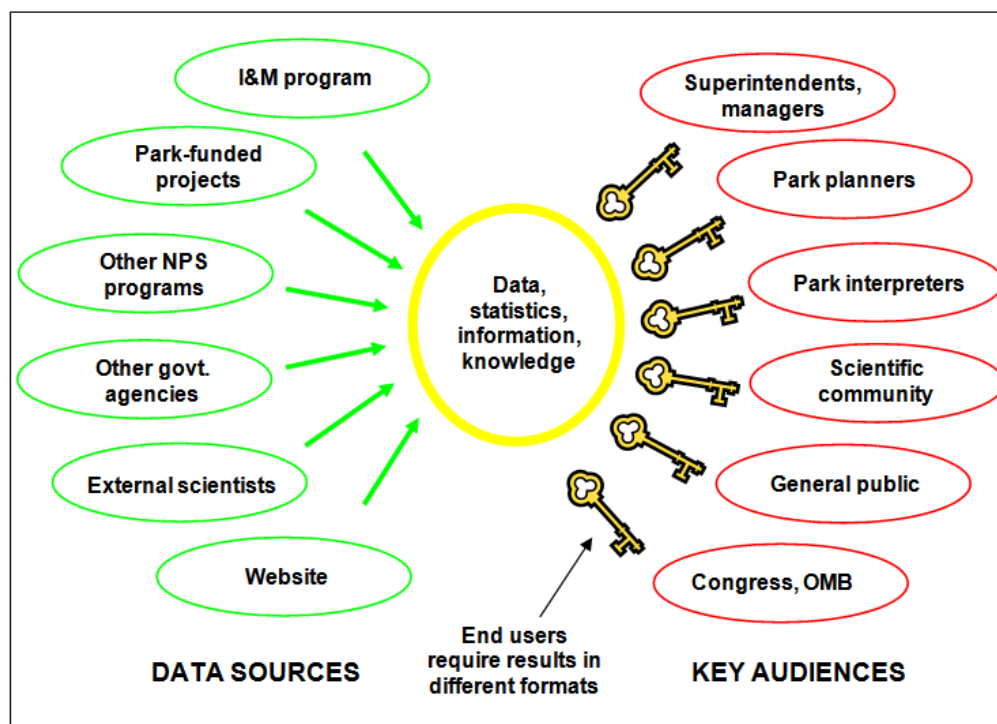 I&M program
Park-funded
projects
Other NPS
programs
Other govt.
agencies
External scientists
Website
DATA SOURCES
Data,
statistics,
information,
knowledge
End users
require results in
different formats
Superintendents,
managers
Park planners
Park interpreters
Scientific
community
General public
Congress, OMB
KEY AUDIENCES